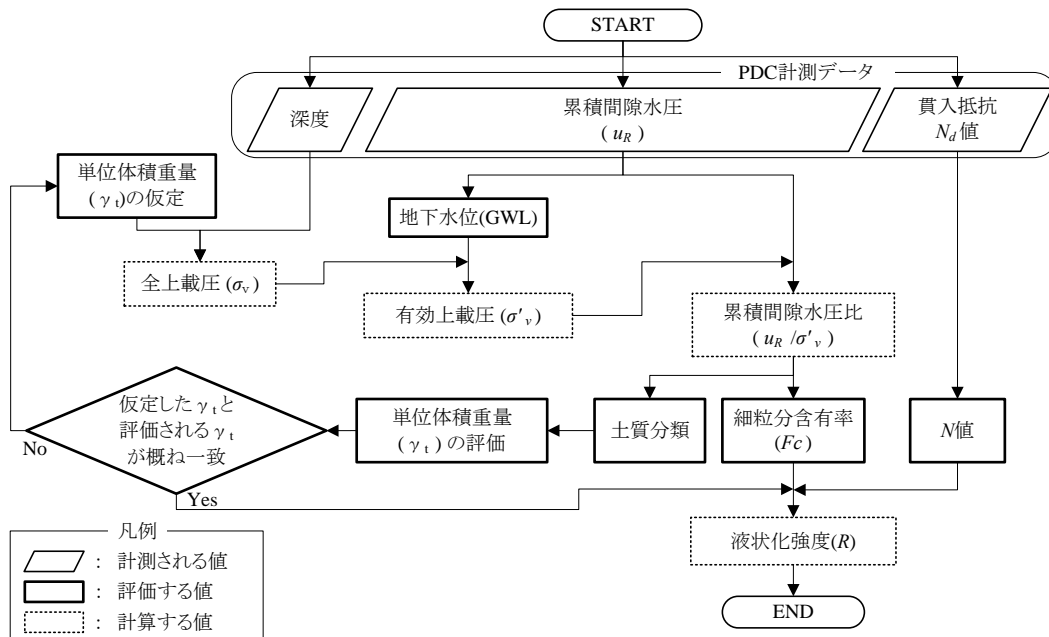 START
PDC計測データ
深度
累積間隙水圧
( uR )
貫入抵抗
Nd 値
単位体積重量
(γt)の仮定
地下水位(GWL)
全上載圧(σv)
有効上載圧(σ'v)
累積間隙水圧比
( uR /σ'v )
仮定したγtと
評価されるγt
が概ね一致
No
Yes
単位体積重量
(γt)の評価
土質分類
細粒分含有率
(Fc)
N値
液状化強度(R)
END
凡例
: 計測される値
: 評価する値
: 計算する値